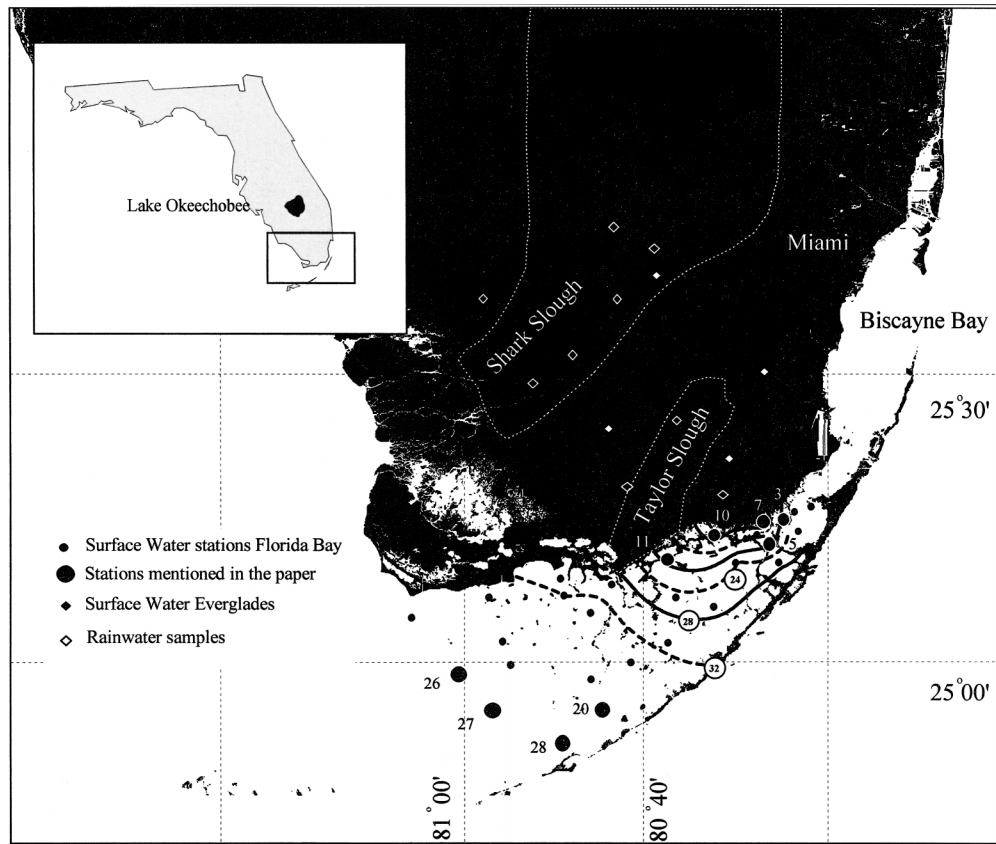 Lake Okeechobee
Miami
Biscayne Bay
Shark Slough
Taylor Slough
25°30'
3
7
10
5
11
24
28
32
Surface Water stations Florida Bay
Stations mentioned in the paper
Surface Water Everglades
Rainwater samples
26
27
20
28
25°00'
81°00'
80°40'